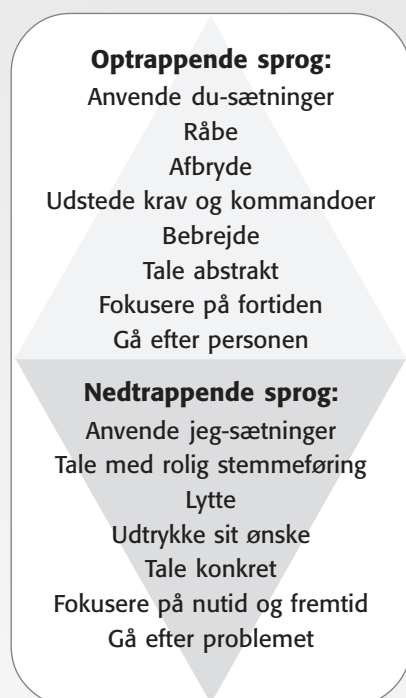 Optrappende sprog:
Anvende du-sætninger
Råbe
Afbryde
Udstede krav og kommandoer
Bebrejde
Tale abstrakt
Fokusere på fortiden
Gå efter personen
Nedtrappende sprog:
Anvende jeg-sætninger
Tale med rolig stemmeføring
Lytte
Udtrykke sit ønske
Tale konkret
Fokusere på nutid og fremtid
Gå efter problemet